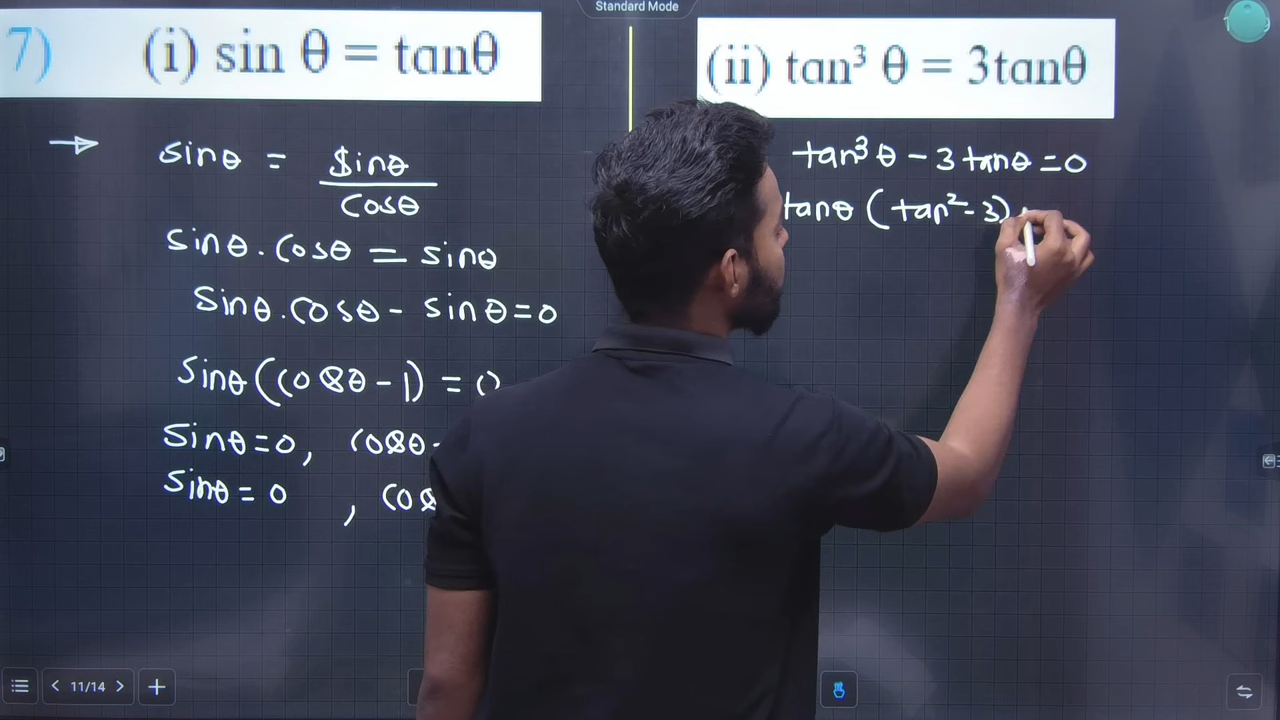 Standard Mode
7) (i) sin θ = tanθ
→ sinθ = sinθ/cosθ
sinθ.cosθ = sinθ
sinθ.cosθ - sinθ=0
sinθ(cosθ-1) = 0
sinθ=0, cosθ-
sinθ=0 , cos
(ii) tan³ θ = 3tanθ
tan³θ - 3tanθ=0
tanθ (tan²-3)
11/14